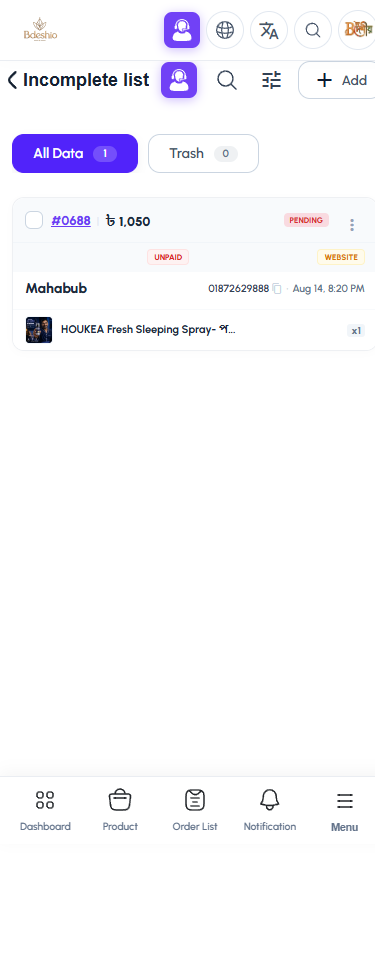 Bdeshio
Incomplete list
Add
All Data 1
Trash 0
#0688 ৳ 1,050 PENDING
UNPAID WEBSITE
Mahabub 01872629888 · Aug 14, 8:20 PM
HOUKEA Fresh Sleeping Spray- স্প... x1
Dashboard Product Order List Notification Menu